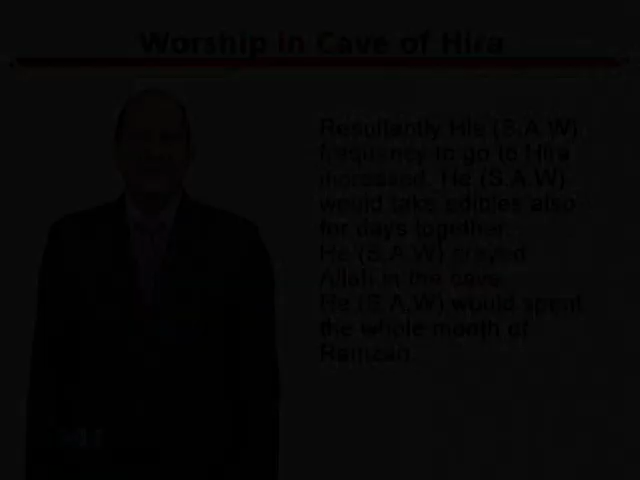 Worship in Cave of Hira
Resultantly His (S.A.W)
frequency to go to Hira
increased. He (S.A.W)
would take edibles also
for days together.
He (S.A.W) prayed
Allah in the cave.
He (S.A.W) would spent
the whole month of
Ramzan.